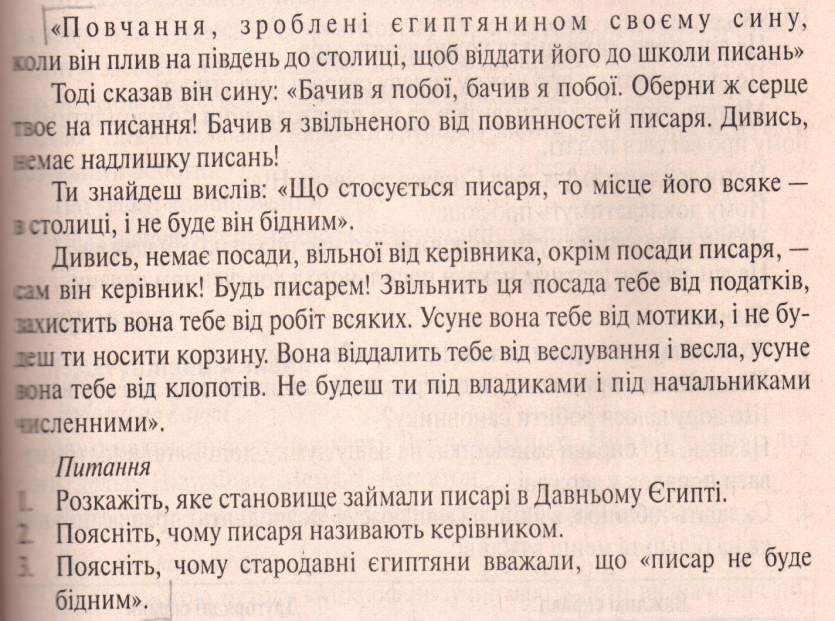 «Повчання, зроблені єгиптянином своєму сину,
коли він плив на південь до столиці, щоб віддати його до школи писань»
Тоді сказав він сину: «Бачив я побої, бачив я побої. Оберни ж серце
твоє на писання! Бачив я звільненого від повинностей писаря. Дивись,
немає надлишку писань!
Ти знайдеш вислів: «Що стосується писаря, то місце його всяке —
в столиці, і не буде він бідним».
Дивись, немає посади, вільної від керівника, окрім посади писаря, —
сам він керівник! Будь писарем! Звільнить ця посада тебе від податків,
захистить вона тебе від робіт всяких. Усуне вона тебе від мотики, і не бу-
деш ти носити корзину. Вона віддалить тебе від веслування і весла, усуне
вона тебе від клопотів. Не будеш ти під владиками і під начальниками
численними».
Питання
1. Розкажіть, яке становище займали писарі в Давньому Єгипті.
2. Поясніть, чому писаря називають керівником.
3. Поясніть, чому стародавні єгиптяни вважали, що «писар не буде
бідним».